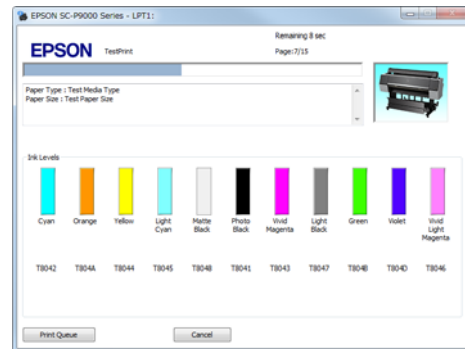 EPSON SC-P9000 Series - LPT1:
Remaining 8 sec
EPSON TestPrint Page:7/15
Paper Type : Test Media Type
Paper Size : Test Paper Size
Ink Levels
Cyan Orange Yellow Light Cyan Matte Black Photo Black Vivid Magenta Light Black Green Violet Vivid Light Magenta
T8042 T804A T8044 T8045 T8048 T8041 T8043 T8047 T804B T804D T8046
Print Queue Cancel